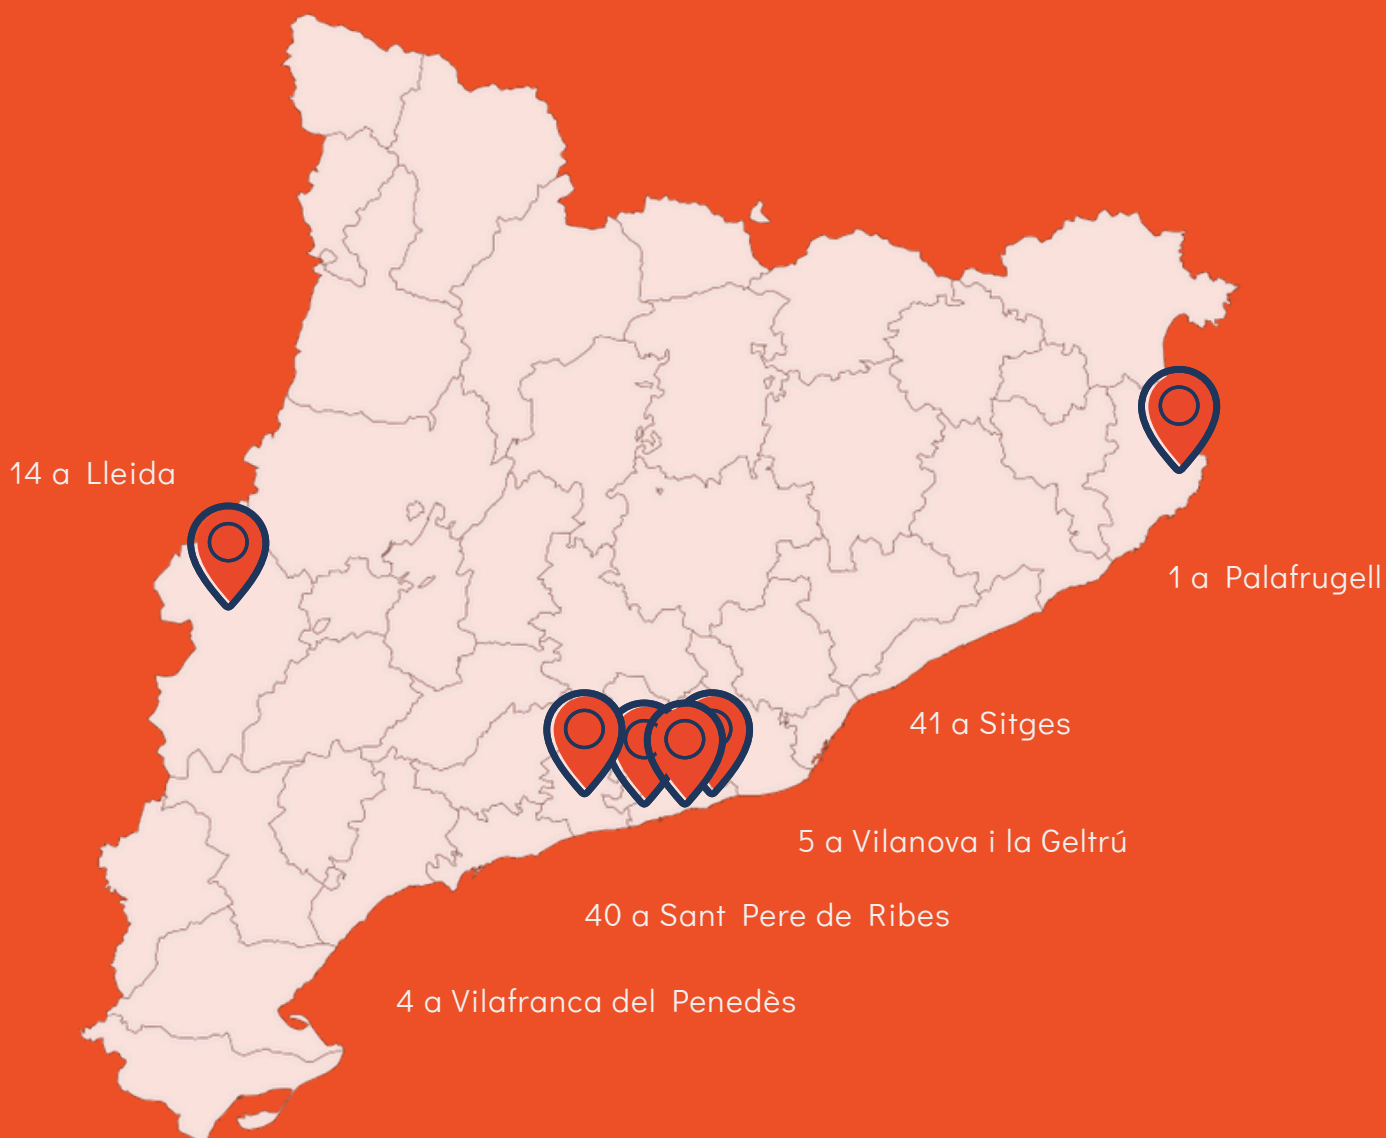 14 a Lleida
1 a Palafrugell
41 a Sitges
5 a Vilanova i la Geltrú
40 a Sant Pere de Ribes
4 a Vilafranca del Penedès